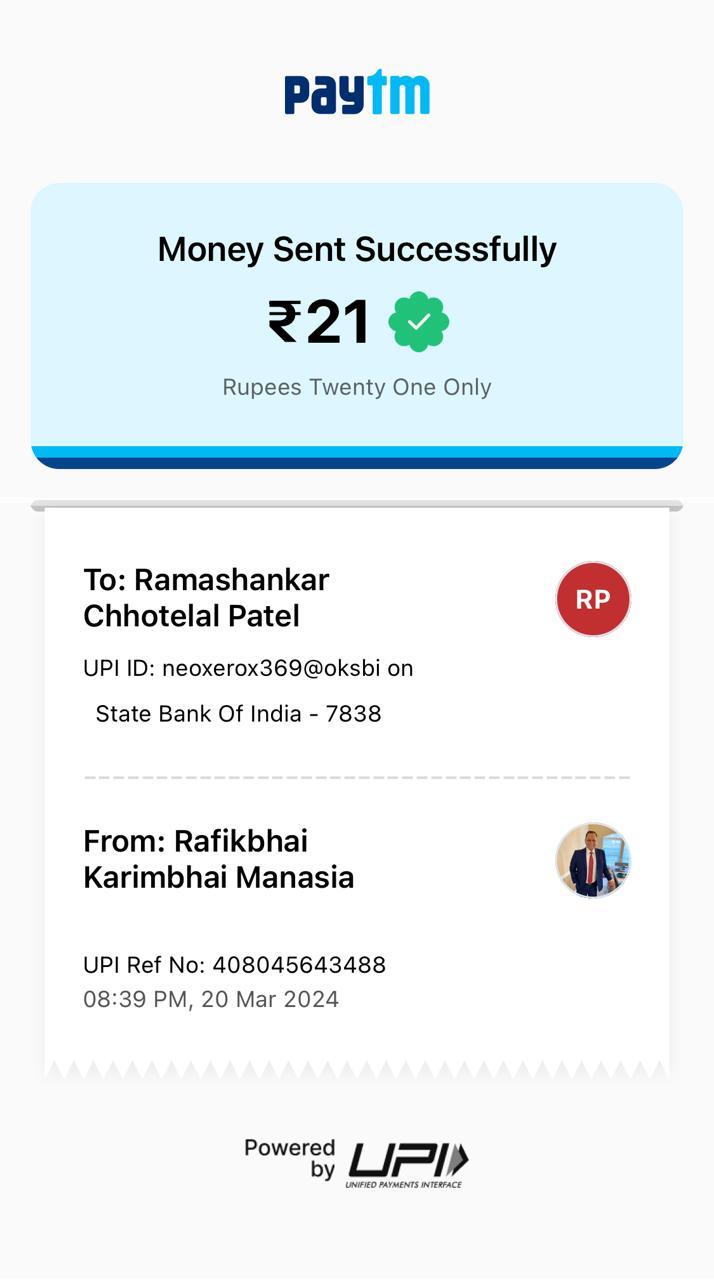 paytm
Money Sent Successfully
₹21
Rupees Twenty One Only
To: Ramashankar
Chhotelal Patel
RP
UPI ID: neoxerox369@oksbi on
State Bank Of India - 7838
From: Rafikbhai
Karimbhai Manasia
UPI Ref No: 408045643488
08:39 PM, 20 Mar 2024
Powered
by
UPI
UNIFIED PAYMENTS INTERFACE